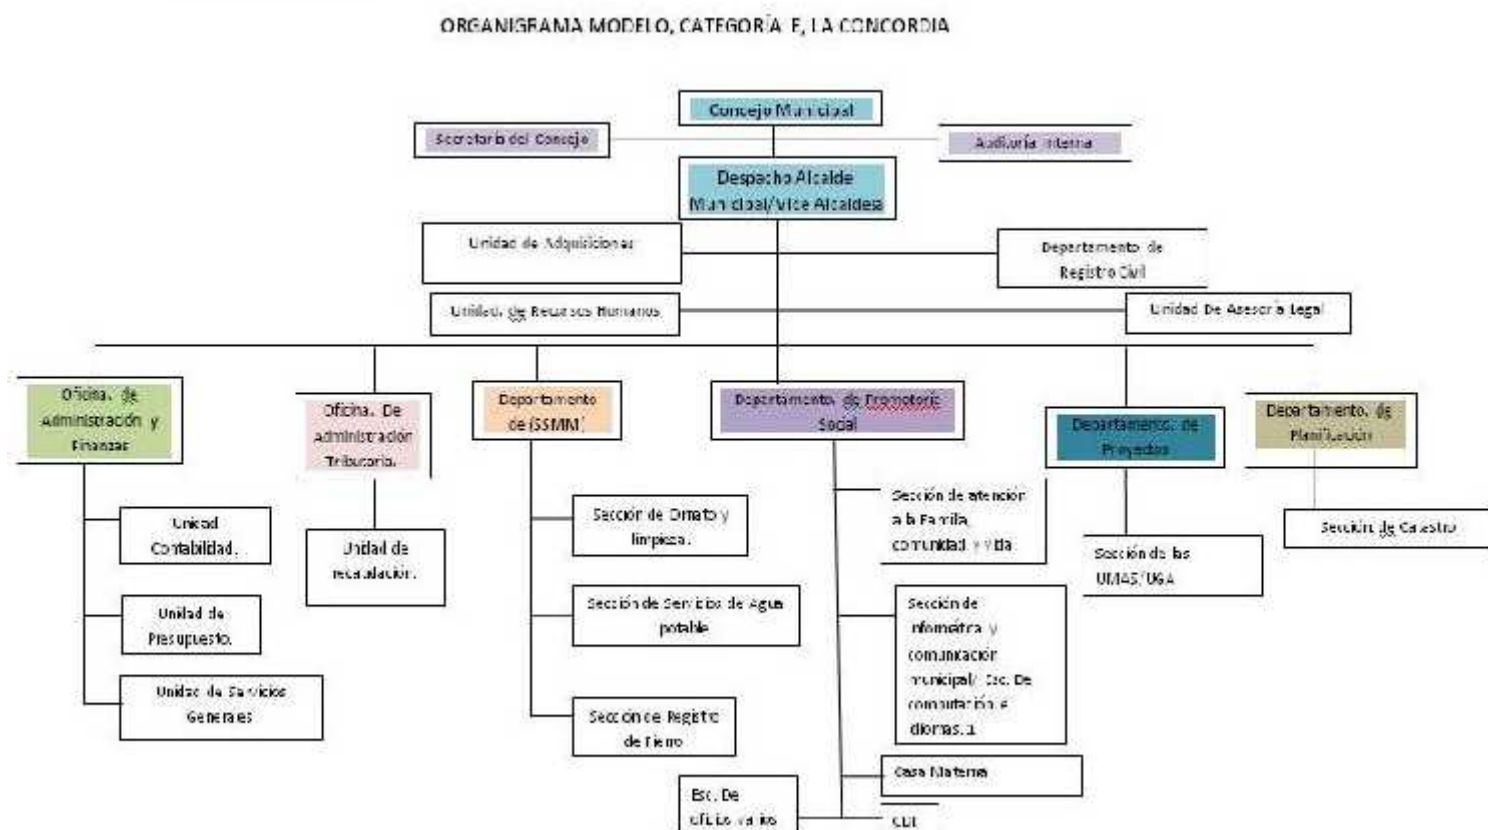 ORGANIGRAMA MODELO, CATEGORÍA E, LA CONCORDIA
Concejo Municipal
Secretaría del Consejo
Auditoría Interna
Despacho Alcalde
Municipal/Vice Alcaldesa
Unidad de Adquisiciones
Departamento de
Registro Civil
Unidad. de Recursos Humanos
Unidad De Asesoría Legal
Oficina. de
Administración y
Finanzas
Oficina. De
Administración
Tributaria.
Departamento
de (SSMM)
Departamento. de Promotoría
Social
Departamento. de
Proyectos
Departamento. de
Planificación
Unidad
Contabilidad.
Unidad de
Presupuesto.
Unidad de Servicios
Generales
Unidad de
recaudación.
Sección de Ornato y
limpieza.
Sección de Servicios de Agua
potable
Sección de Registro
de Fierro
Sección de atención
a la Familia,
comunidad y vida
Sección de
informática y
comunicación
municipal/ Esc. De
computación e
idiomas.
Casa Materna
Esc. De
oficios varios
CDI
Sección de las
UMAS/UGA
Sección. de Catastro